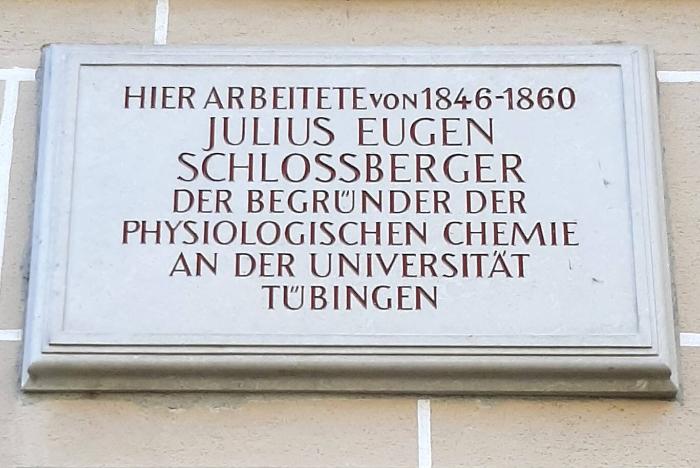 HIER ARBEITETE VON 1846-1860
JULIUS EUGEN
SCHLOSSBERGER
DER BEGRÜNDER DER
PHYSIOLOGISCHEN CHEMIE
AN DER UNIVERSITÄT
TÜBINGEN